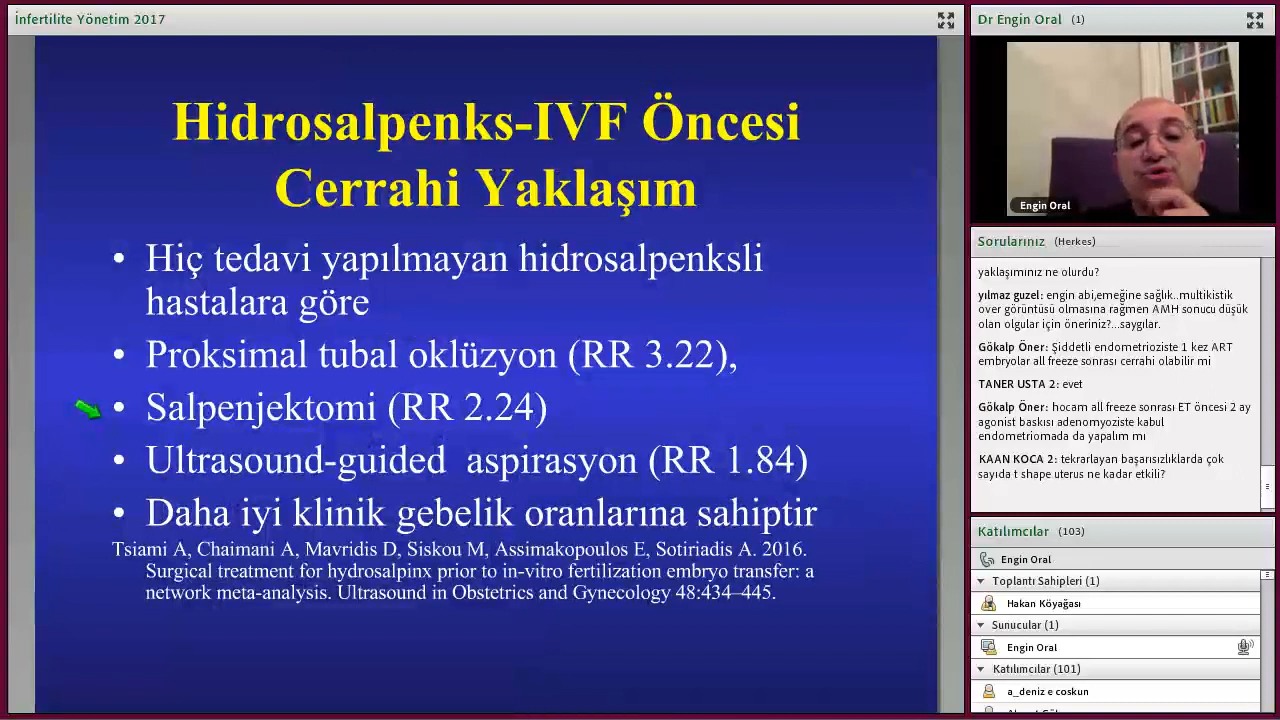 İnfertilite Yönetim 2017
Hidrosalpenks-IVF Öncesi
Cerrahi Yaklaşım
• Hiç tedavi yapılmayan hidrosalpenksli
hastalara göre
• Proksimal tubal oklüzyon (RR 3.22),
• Salpenjektomi (RR 2.24)
• Ultrasound-guided aspirasyon (RR 1.84)
• Daha iyi klinik gebelik oranlarına sahiptir
Tsiami A, Chaimani A, Mavridis D, Siskou M, Assimakopoulos E, Sotiriadis A. 2016.
Surgical treatment for hydrosalpinx prior to in-vitro fertilization embryo transfer: a
network meta-analysis. Ultrasound in Obstetrics and Gynecology 48:434–445.
Dr Engin Oral (1)
Engin Oral
Sorularınız (Herkes)
yaklaşımınız ne olurdu?
yılmaz guzel: engin abi,emeğine sağlık..multikistik
over görüntüsü olmasına rağmen AMH sonucu düşük
olan olgular için öneriniz?...saygılar.
Gökalp Öner: Şiddetli endometrioziste 1 kez ART
embryolar all freeze sonrası cerrahi olabilir mi
TANER USTA 2: evet
Gökalp Öner: hocam all freeze sonrası ET öncesi 2 ay
agonist baskısı adenomyoziste kabul
endometriomada da yapalım mı
KAAN KOCA 2: tekrarlayan başarısızlıklarda çok
sayıda t shape uterus ne kadar etkili?
Katılımcılar (103)
Engin Oral
Toplantı Sahipleri (1)
Hakan Köyağası
Sunucular (1)
Engin Oral
Katılımcılar (101)
a_deniz e coskun